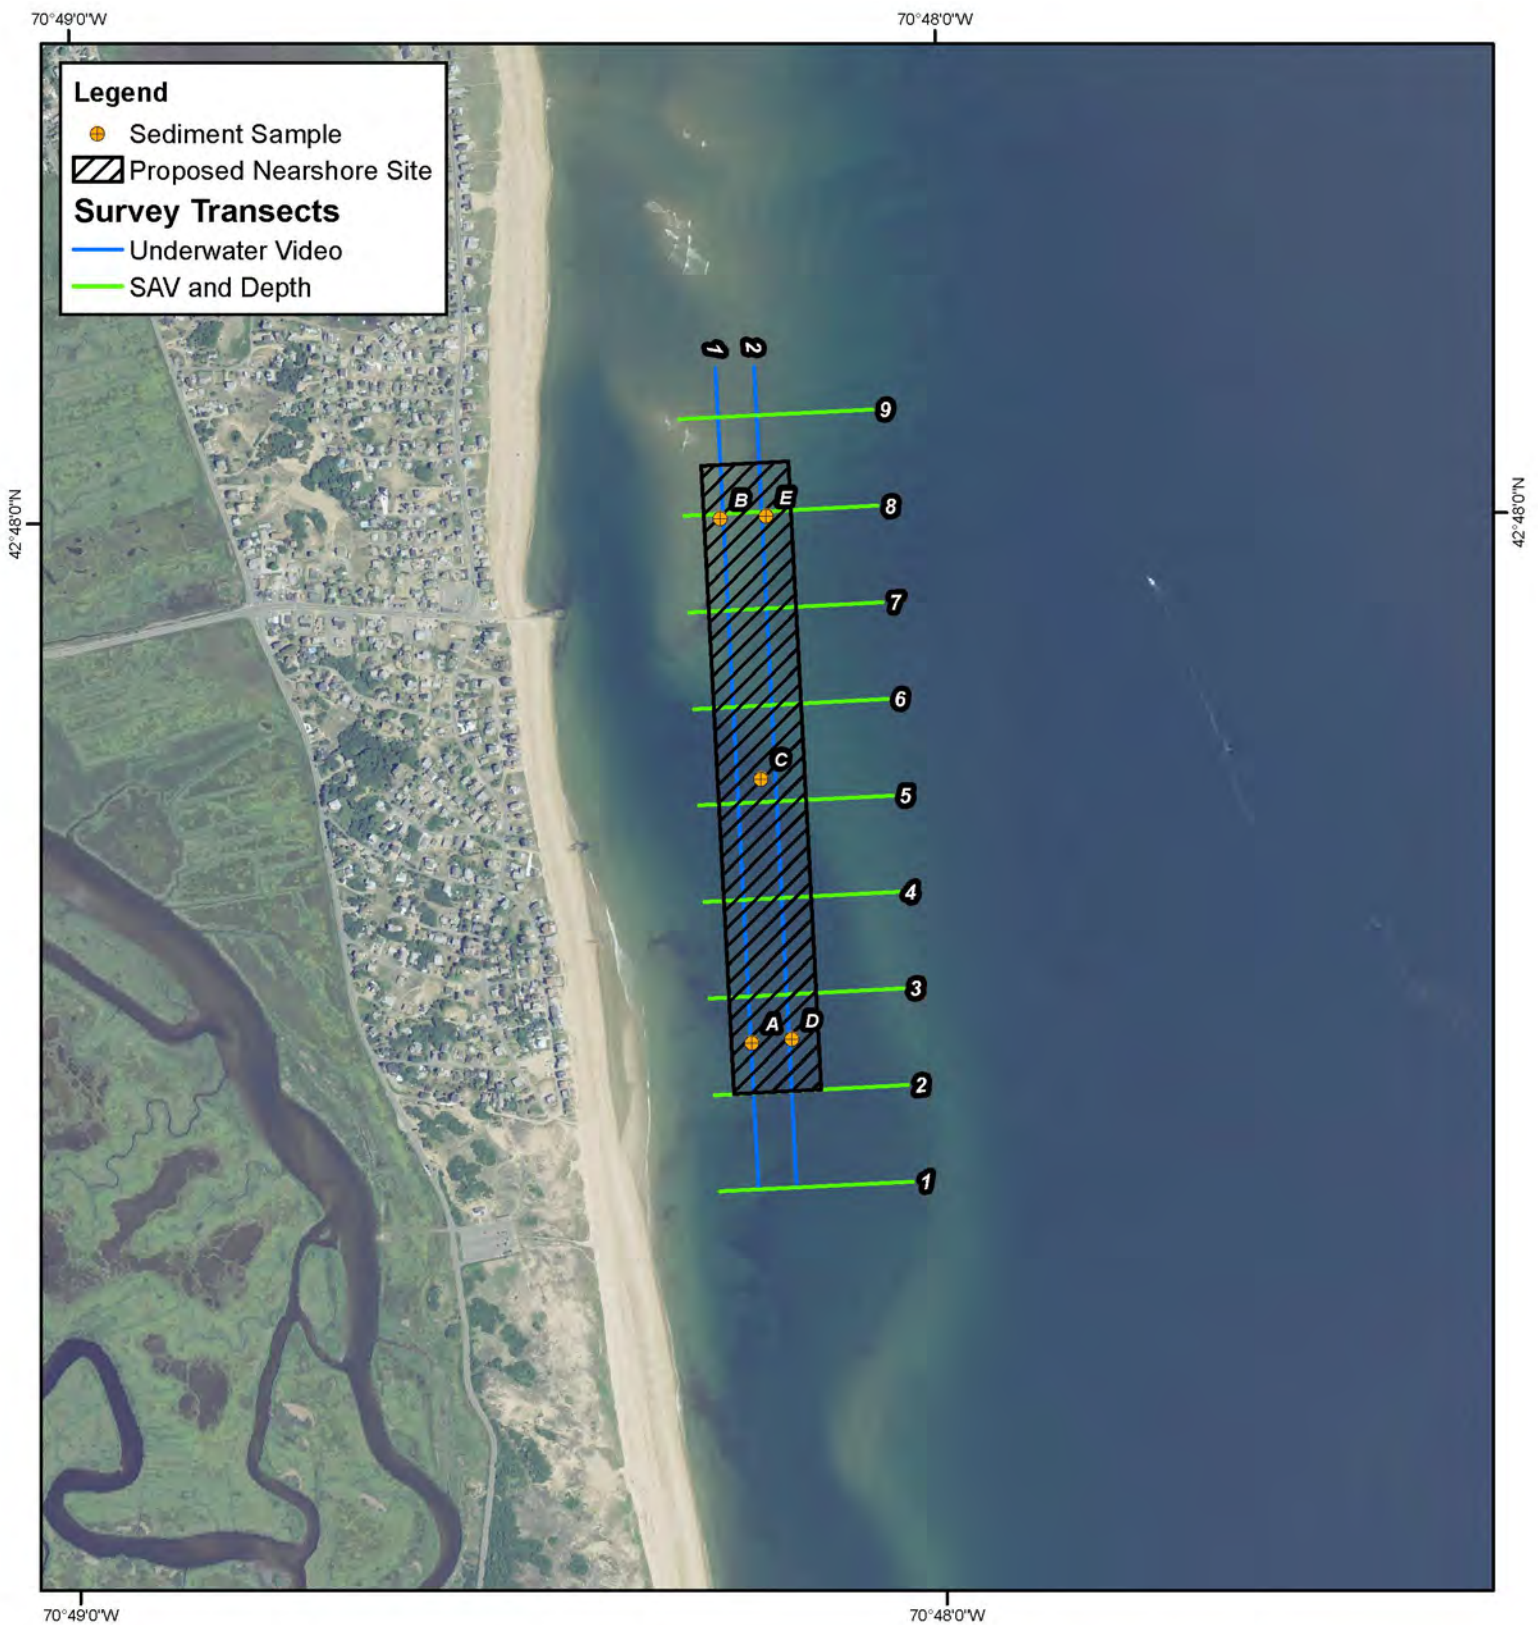 70°49'0"W
70°48'0"W
Legend
Sediment Sample
Proposed Nearshore Site
Survey Transects
Underwater Video
SAV and Depth
1
2
9
B
E
8
42°48'0"N
42°48'0"N
7
6
C
5
4
3
A
D
2
1
70°49'0"W
70°48'0"W